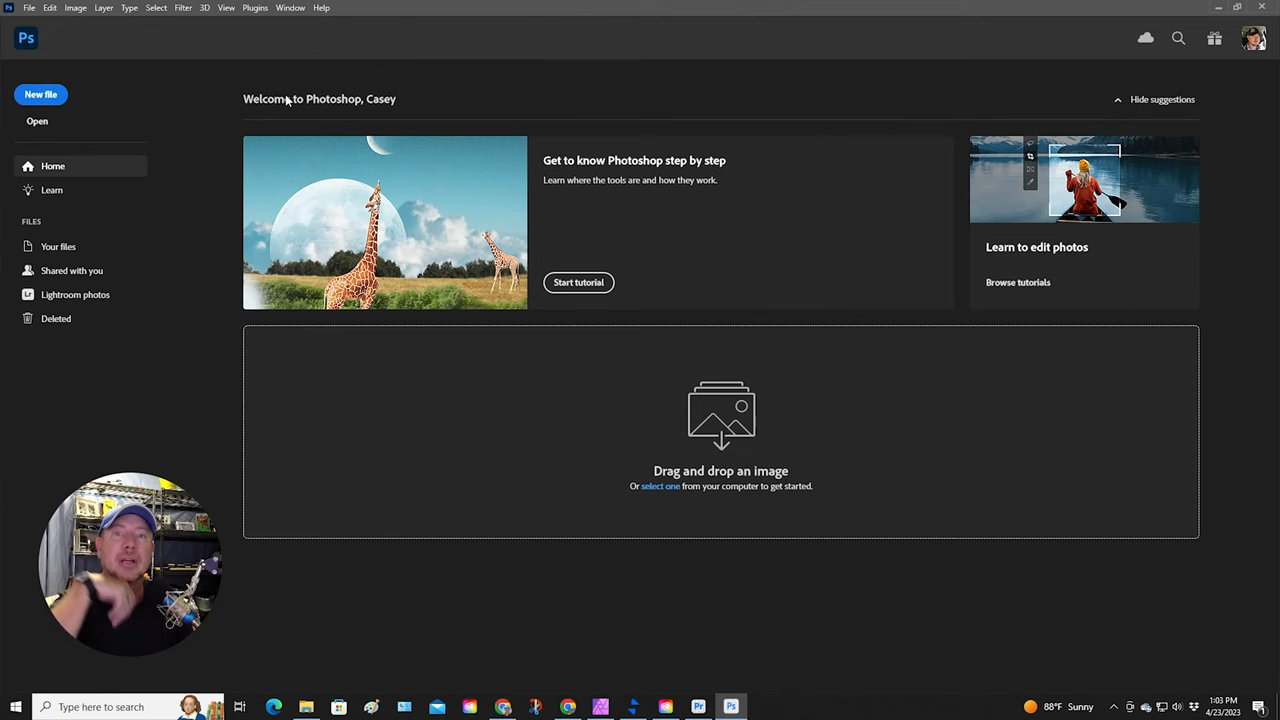 Ps File Edit Image Layer Type Select Filter 3D View Plugins Window Help
Ps
New file
Open
Home
Learn
FILES
Your files
Shared with you
Lr Lightroom photos
Deleted
Welcome to Photoshop, Casey
Hide suggestions
Get to know Photoshop step by step
Learn where the tools are and how they work.
Start tutorial
Learn to edit photos
Browse tutorials
Drag and drop an image
Or select one from your computer to get started.
Type here to search
Pr
Ps
88°F Sunny
1:03 PM
4/23/2023